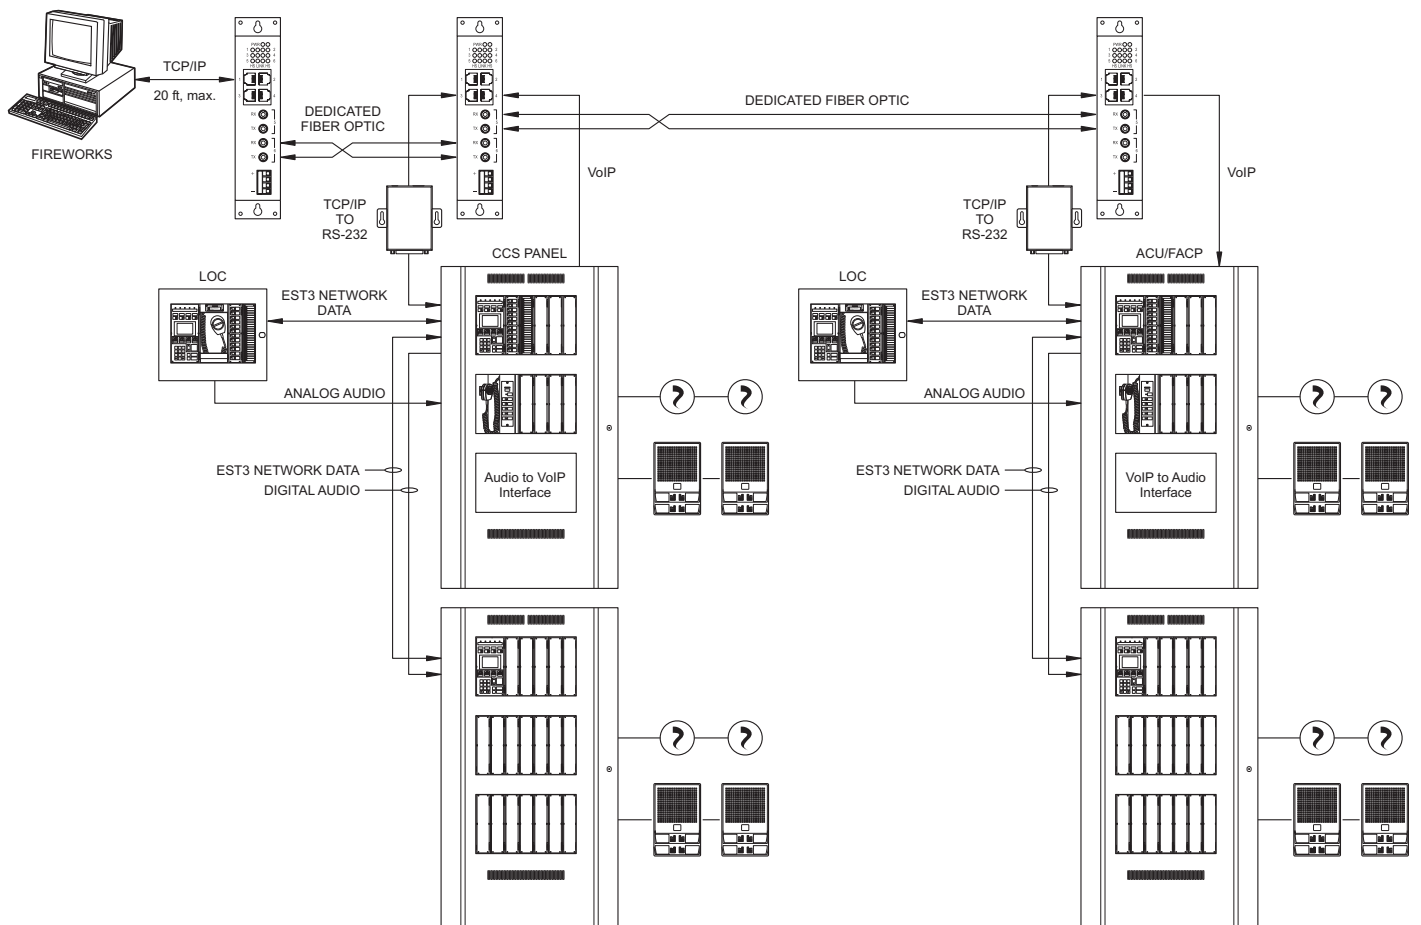 TCP/IP
20 ft, max.
FIREWORKS
DEDICATED
FIBER OPTIC
DEDICATED FIBER OPTIC
VoIP
VoIP
TCP/IP
TO
RS-232
TCP/IP
TO
RS-232
CCS PANEL
ACU/FACP
LOC
EST3 NETWORK
DATA
ANALOG AUDIO
LOC
EST3 NETWORK
DATA
ANALOG AUDIO
EST3 NETWORK DATA
DIGITAL AUDIO
Audio to VoIP
Interface
EST3 NETWORK DATA
DIGITAL AUDIO
VoIP to Audio
Interface